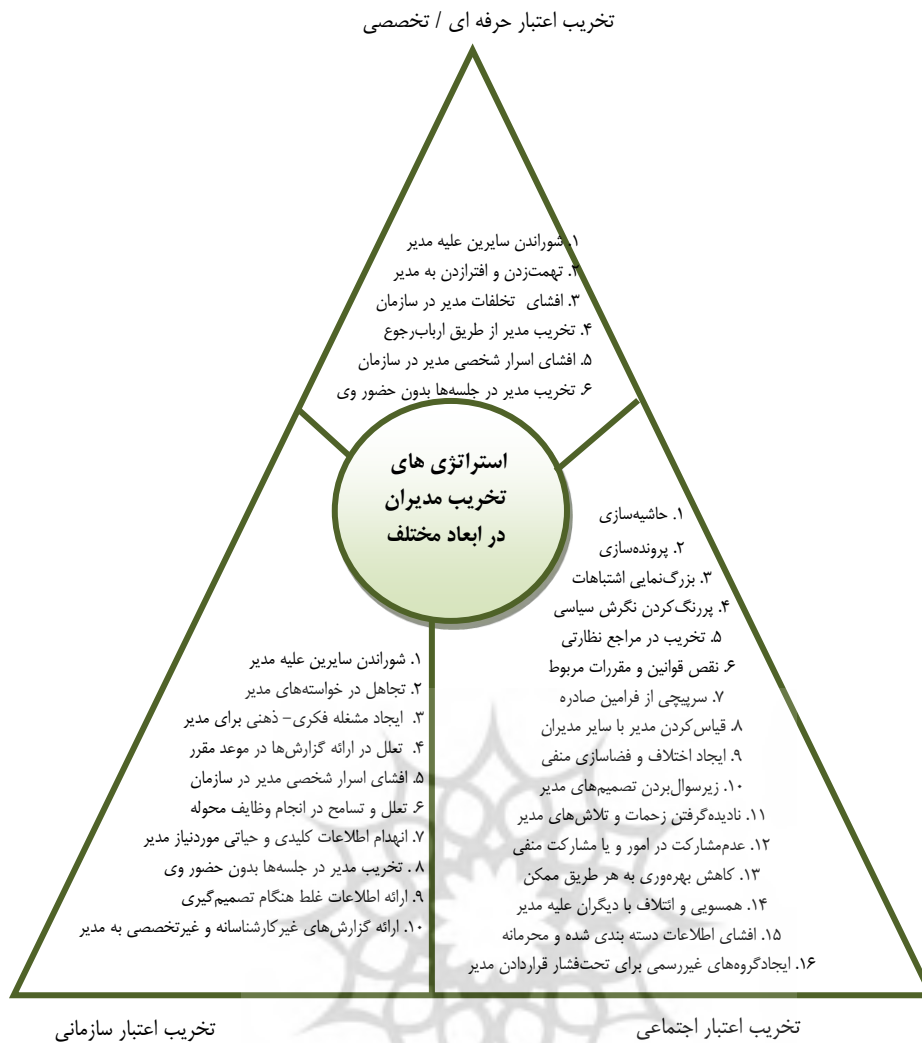 تخریب اعتبار حرفه ای / تخصصی
۱. شوراندن سایرین علیه مدیر
۲. تهمت‌زدن و افترازدن به مدیر
۳. افشای تخلفات مدیر در سازمان
۴. تخریب مدیر از طریق ارباب‌رجوع
۵. افشای اسرار شخصی مدیر در سازمان
۶. تخریب مدیر در جلسه‌ها بدون حضور وی
استراتژی های
تخریب مدیران
در ابعاد مختلف
۱. حاشیه‌سازی
۲. پرونده‌سازی
۳. بزرگ‌نمایی اشتباهات
۴. پررنگ‌کردن نگرش سیاسی
۵. تخریب در مراجع نظارتی
۶. نقص قوانین و مقررات مربوط
۷. سرپیچی از فرامین صادره
۸. قیاس‌کردن مدیر با سایر مدیران
۹. ایجاد اختلاف و فضاسازی منفی
۱۰. زیرسوال‌بردن تصمیم‌های مدیر
۱۱. نادیده‌گرفتن زحمات و تلاش‌های مدیر
۱۲. عدم‌مشارکت در امور و یا مشارکت منفی
۱۳. کاهش بهره‌وری به هر طریق ممکن
۱۴. همسویی و ائتلاف با دیگران علیه مدیر
۱۵. افشای اطلاعات دسته بندی شده و محرمانه
۱۶. ایجادگروه‌های غیررسمی برای تحت‌فشار قراردادن مدیر
۱. شوراندن سایرین علیه مدیر
۲. تجاهل در خواسته‌های مدیر
۳. ایجاد مشغله فکری- ذهنی برای مدیر
۴. تعلل در ارائه گزارش‌ها در موعد مقرر
۵. افشای اسرار شخصی مدیر در سازمان
۶. تعلل و تسامح در انجام وظایف محوله
۷. انهدام اطلاعات کلیدی و حیاتی موردنیاز مدیر
۸. تخریب مدیر در جلسه‌ها بدون حضور وی
۹. ارائه اطلاعات غلط هنگام تصمیم‌گیری
۱۰. ارائه گزارش‌های غیرکارشناسانه و غیرتخصصی به مدیر
تخریب اعتبار اجتماعی
تخریب اعتبار سازمانی